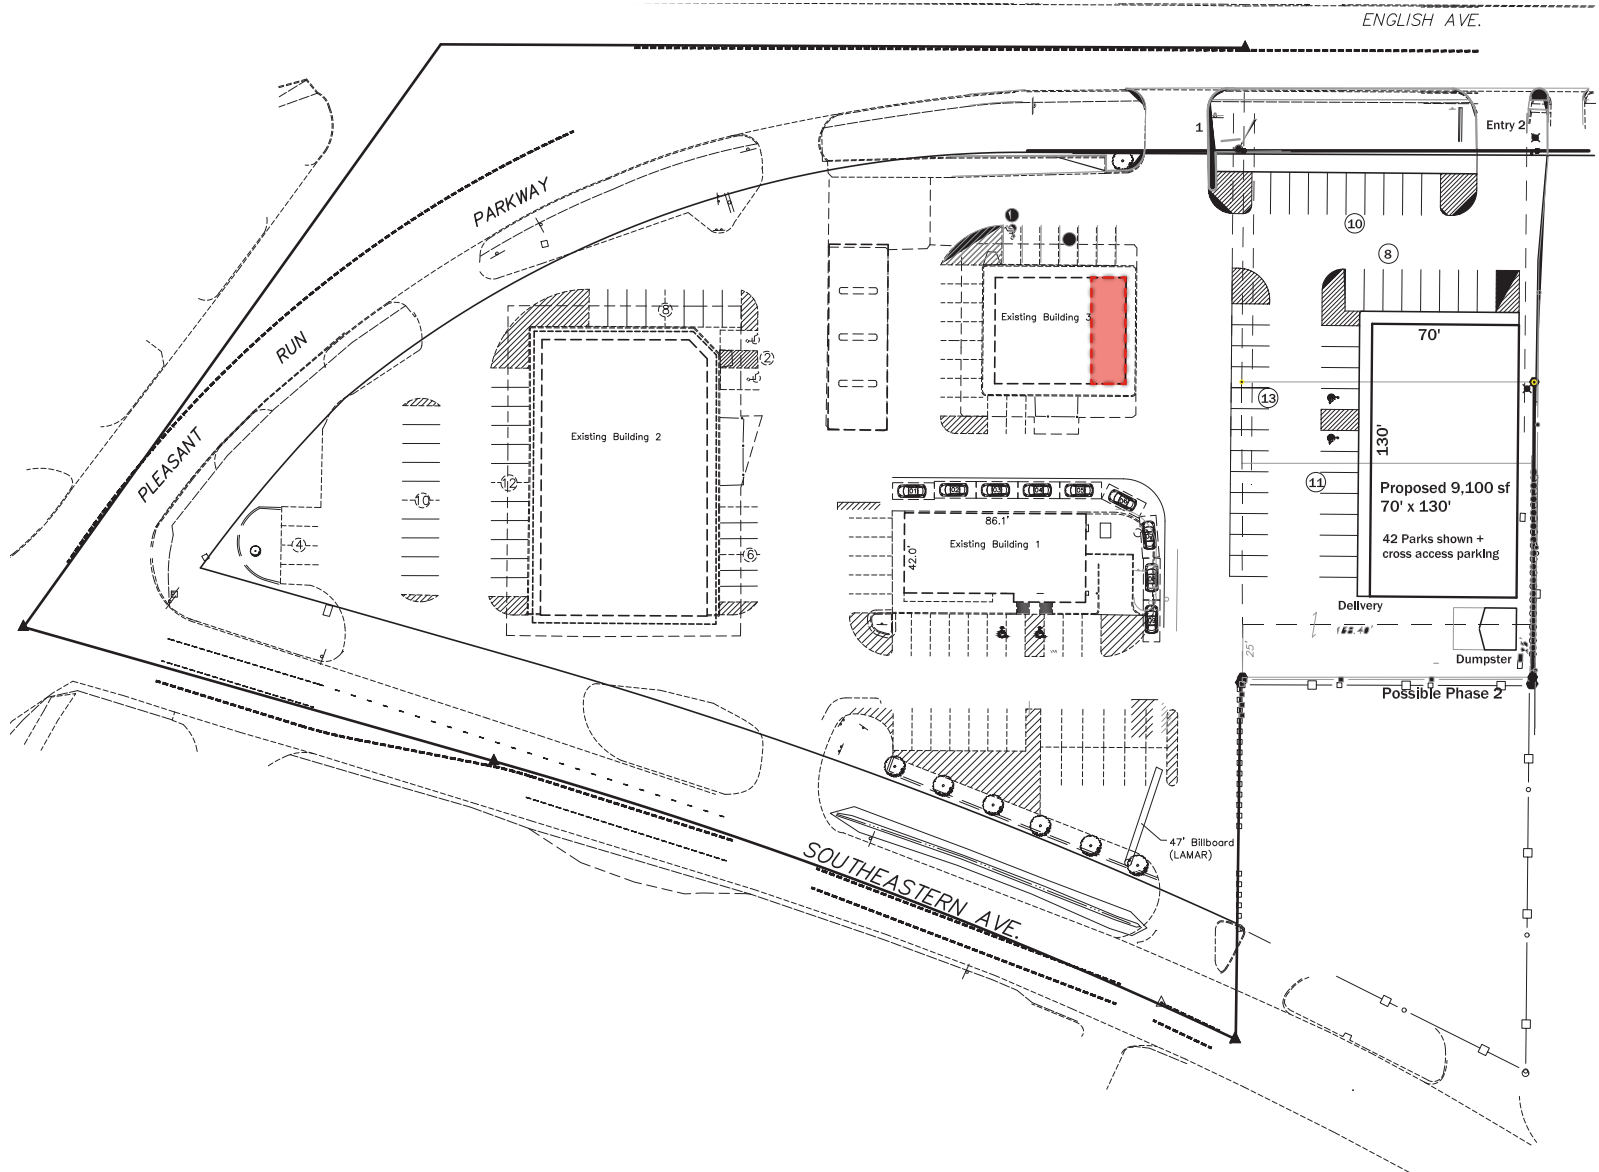 ENGLISH AVE.
1
Entry 2
PARKWAY
10
8
RUN
8
2
Existing Building 3
70'
13
130'
PLEASANT
Existing Building 2
12
10
11
Proposed 9,100 sf
70' x 130'
42 Parks shown +
cross access parking
86.1'
Existing Building 1
42.0'
4
6
Delivery
25'
Dumpster
Possible Phase 2
47' Billboard
(LAMAR)
SOUTHEASTERN AVE.